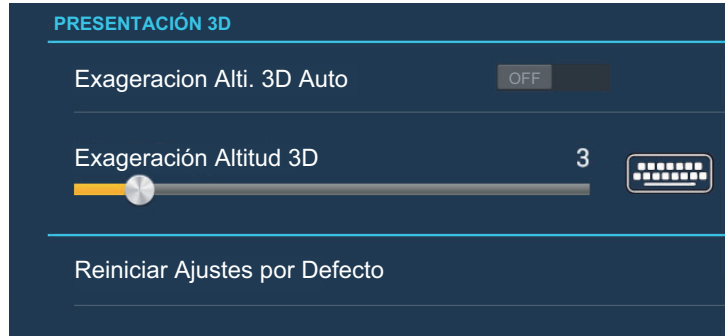 PRESENTACIÓN 3D
Exageracion Alti. 3D Auto
OFF
Exageración Altitud 3D
3
Reiniciar Ajustes por Defecto